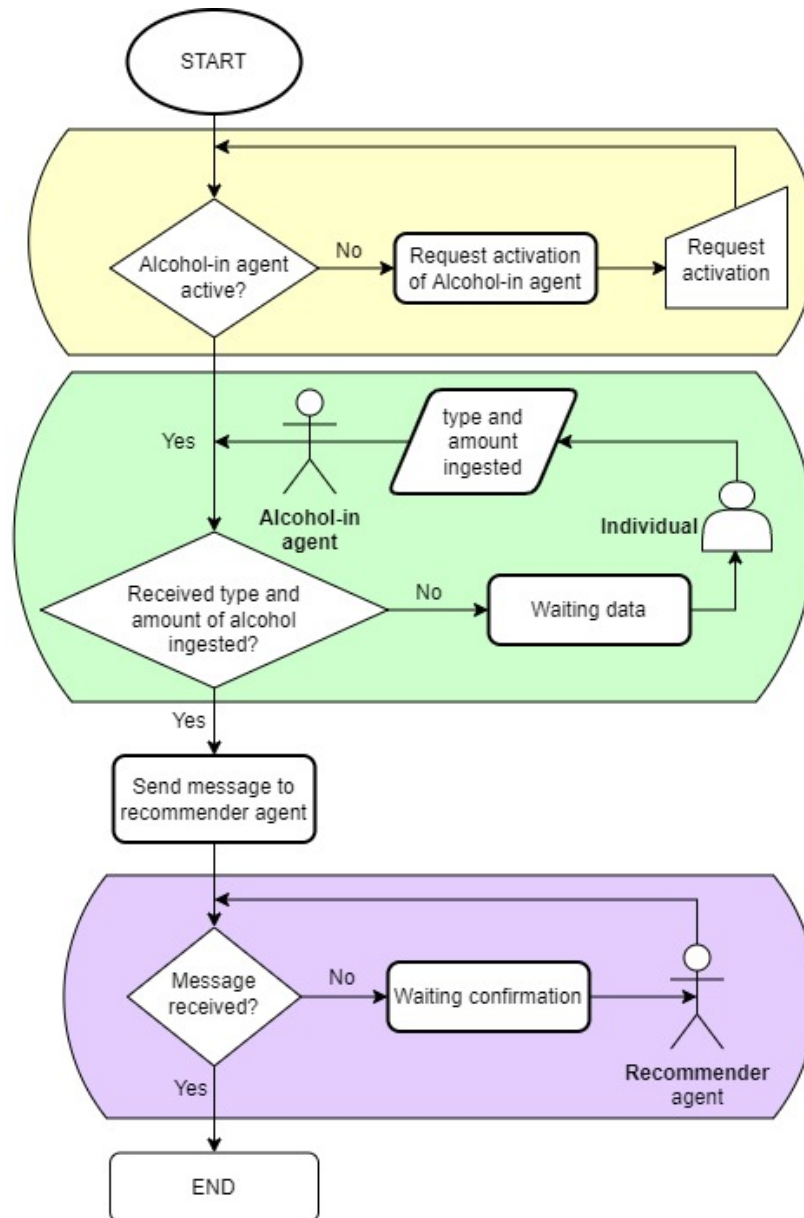 START
Alcohol-in agent
active?
No
Request activation
of Alcohol-in agent
Request
activation
Yes
Alcohol-in
agent
type and
amount
ingested
Individual
Received type and
amount of alcohol
ingested?
No
Waiting data
Yes
Send message to
recommender agent
Message
received?
No
Waiting confirmation
Recommender
agent
Yes
END